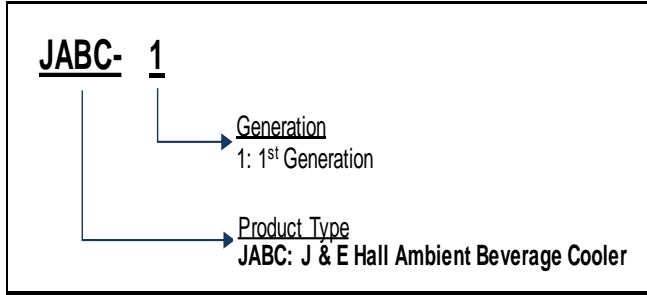 JABC- 1
Generation
1: 1st Generation
Product Type
JABC: J & E Hall Ambient Beverage Cooler